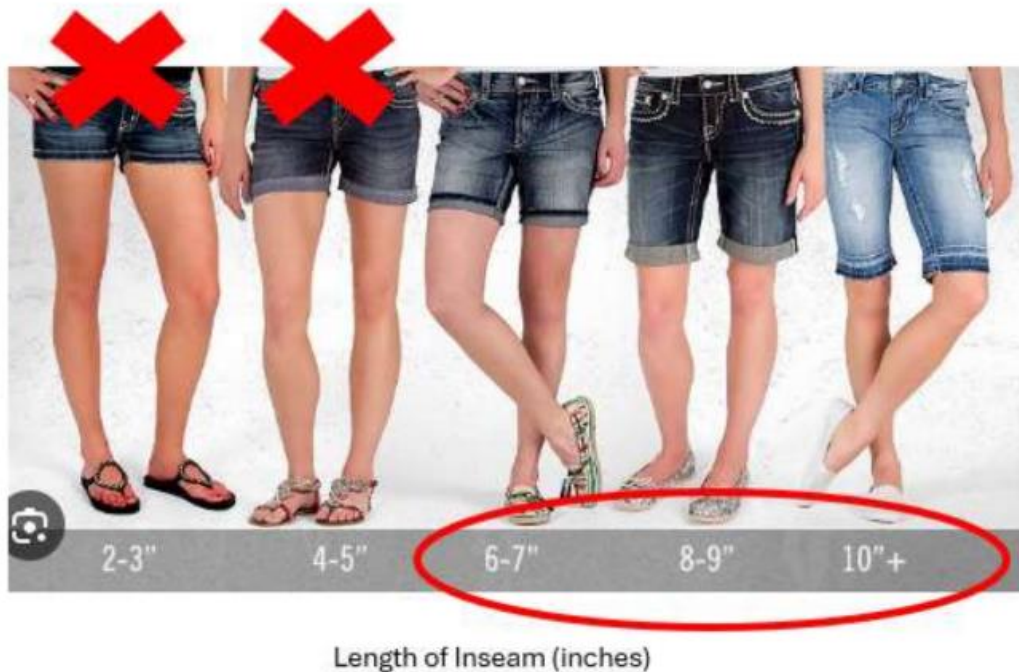 2-3" 4-5" 6-7" 8-9" 10"+
Length of Inseam (inches)